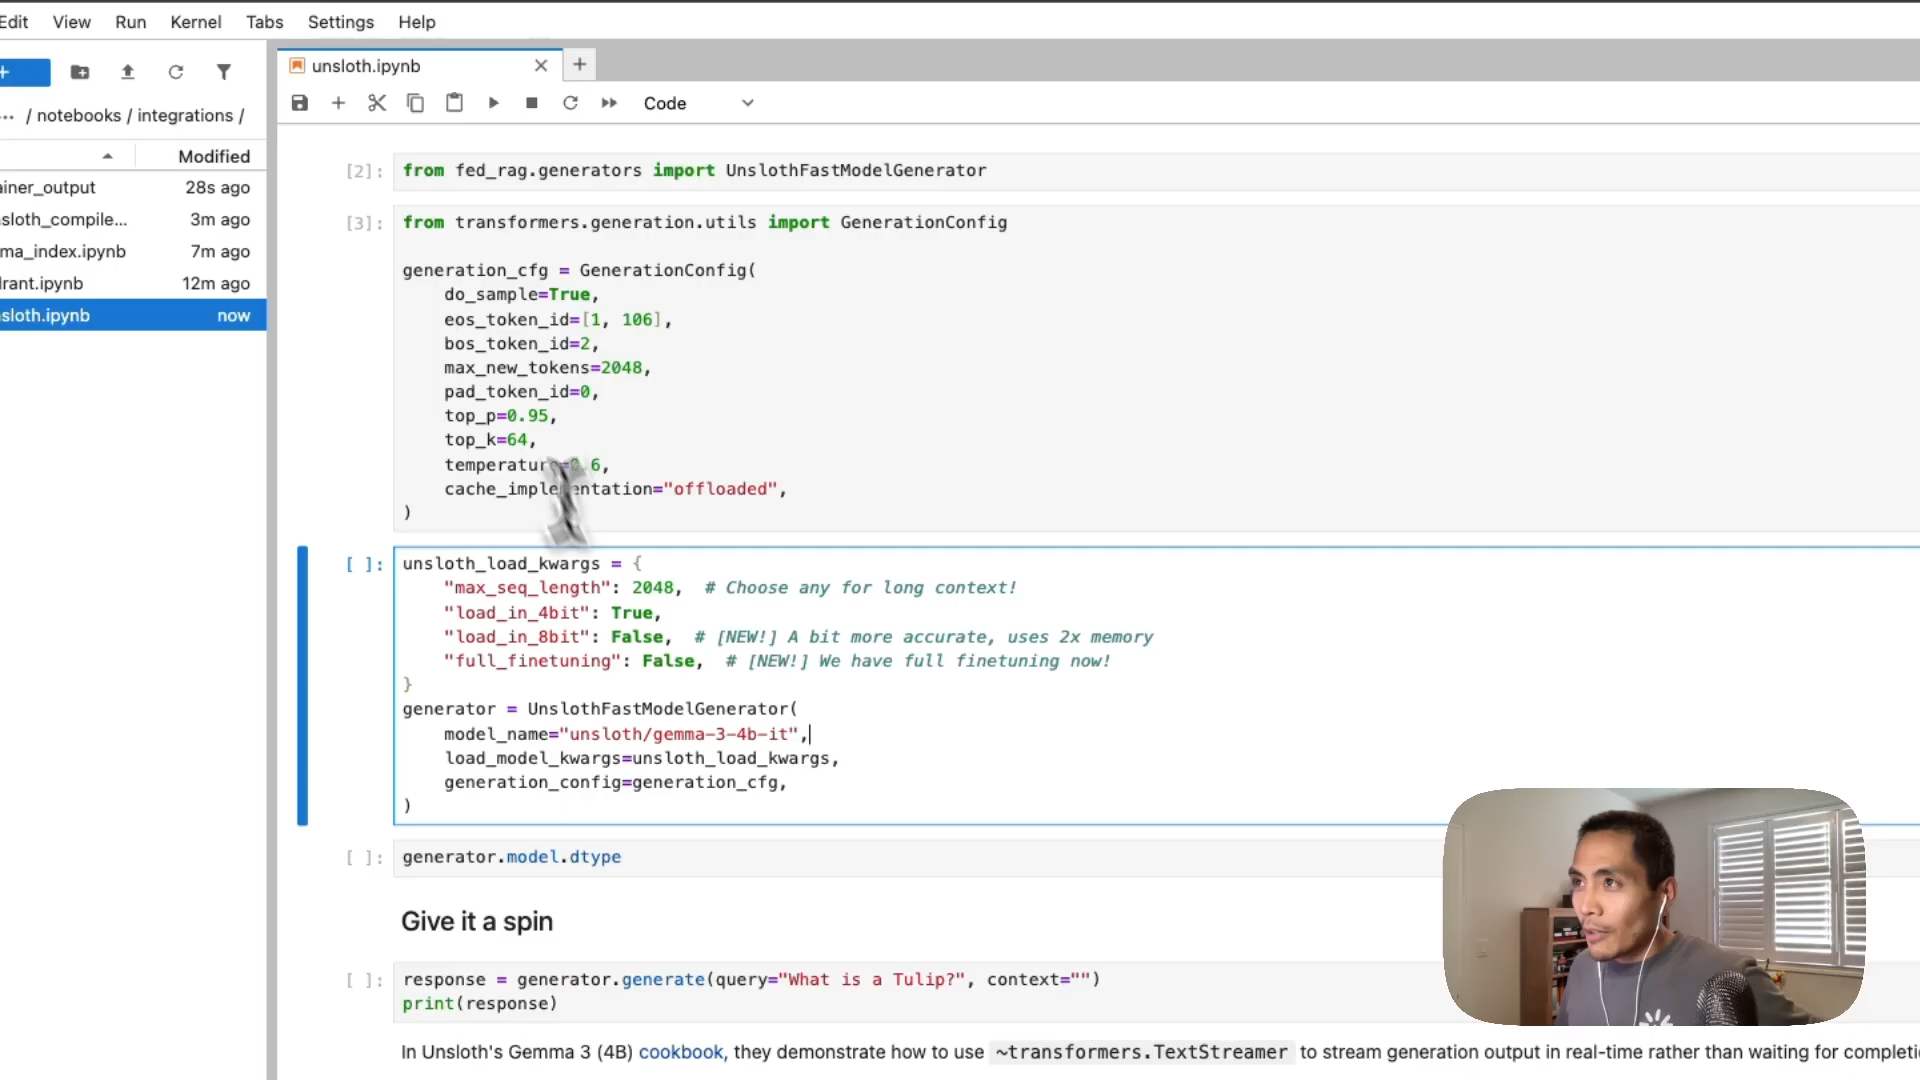 Edit View Run Kernel Tabs Settings Help
unsloth.ipynb
Code
/ notebooks / integrations /
Modified
ainer_output 28s ago
sloth_compile... 3m ago
ma_index.ipynb 7m ago
rant.ipynb 12m ago
sloth.ipynb now
[2]: from fed_rag.generators import UnslothFastModelGenerator
[3]: from transformers.generation.utils import GenerationConfig
generation_cfg = GenerationConfig(
do_sample=True,
eos_token_id=[1, 106],
bos_token_id=2,
max_new_tokens=2048,
pad_token_id=0,
top_p=0.95,
top_k=64,
temperature=0.6,
cache_implementation="offloaded",
)
[ ]: unsloth_load_kwargs = {
"max_seq_length": 2048,  # Choose any for long context!
"load_in_4bit": True,
"load_in_8bit": False,  # [NEW!] A bit more accurate, uses 2x memory
"full_finetuning": False,  # [NEW!] We have full finetuning now!
}
generator = UnslothFastModelGenerator(
model_name="unsloth/gemma-3-4b-it",
load_model_kwargs=unsloth_load_kwargs,
generation_config=generation_cfg,
)
[ ]: generator.model.dtype
Give it a spin
[ ]: response = generator.generate(query="What is a Tulip?", context="")
print(response)
In Unsloth's Gemma 3 (4B) cookbook, they demonstrate how to use ~transformers.TextStreamer to stream generation output in real-time rather than waiting for completi